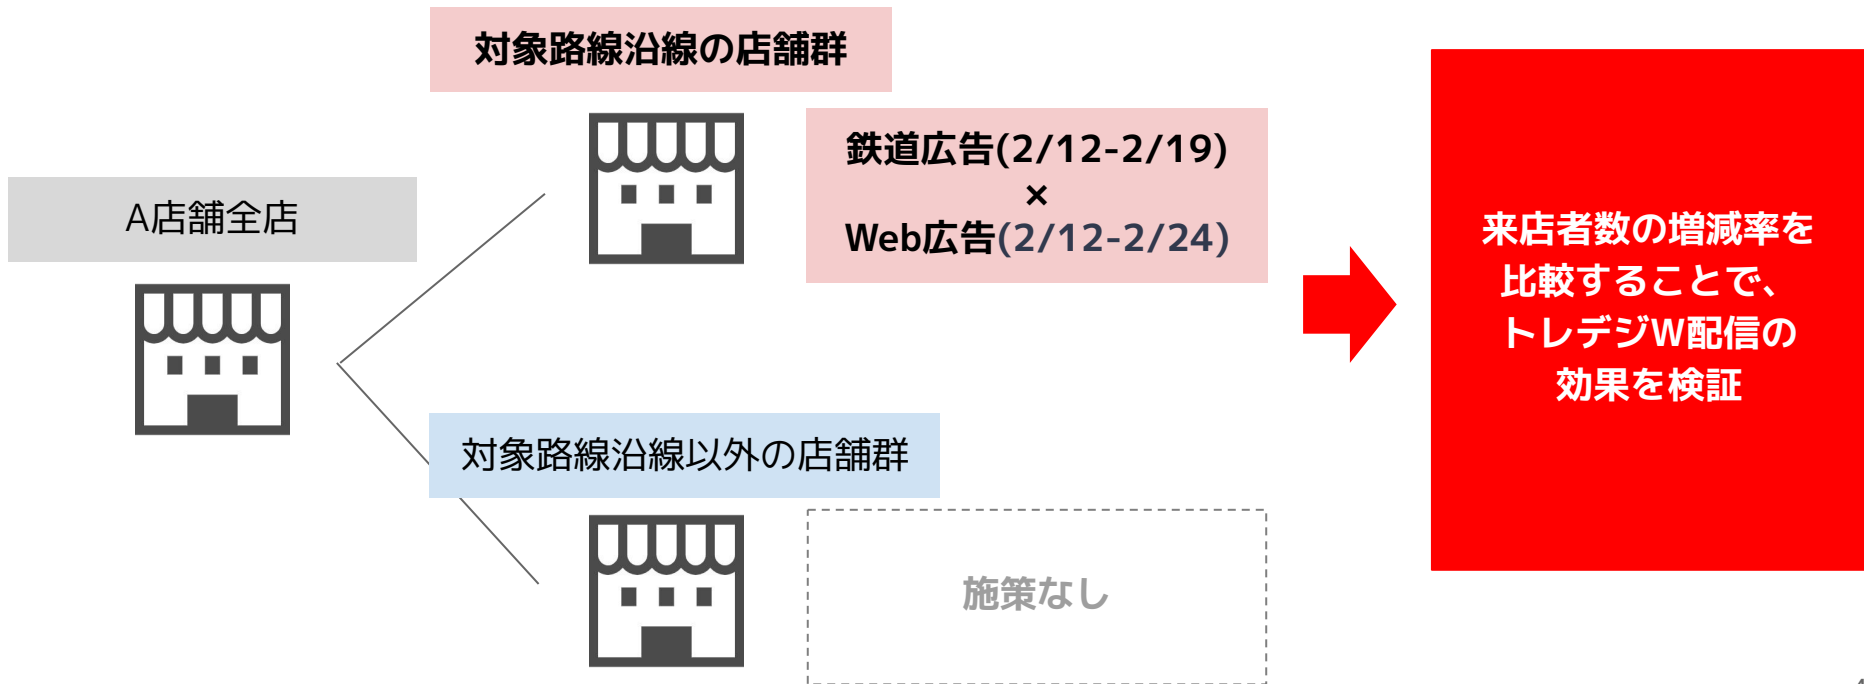 対象路線沿線の店舗群
A店舗全店
鉄道広告(2/12-2/19)
×
Web広告(2/12-2/24)
来店者数の増減率を
比較することで、
トレデジW配信の
効果を検証
対象路線沿線以外の店舗群
施策なし